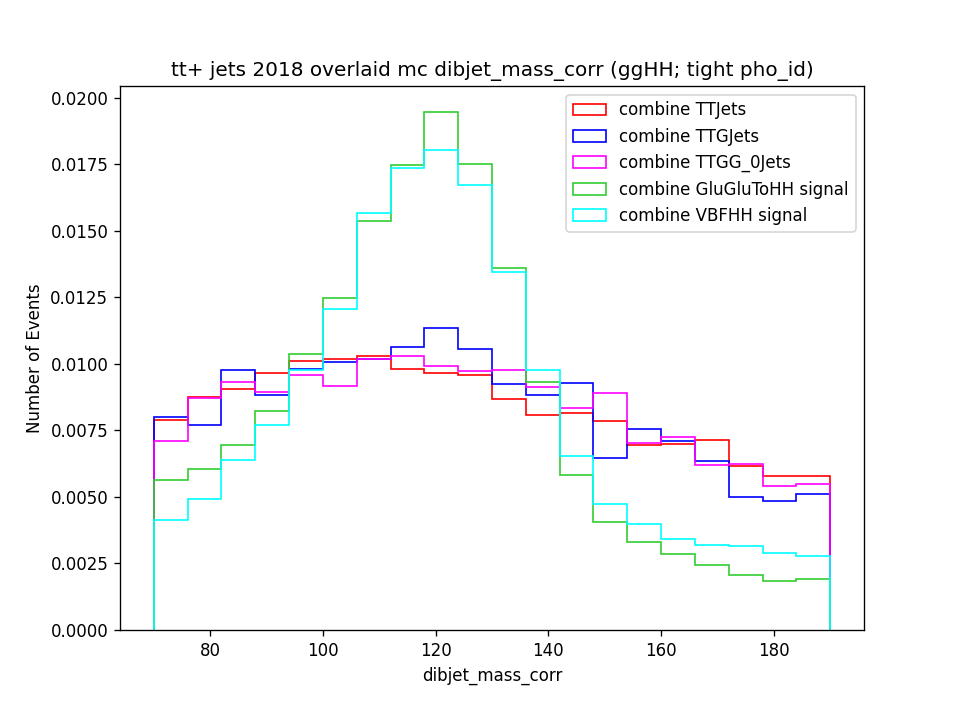 tt+ jets 2018 overlaid mc dibjet_mass_corr (ggHH; tight pho_id)
combine TTJets
combine TTGJets
combine TTGG_0Jets
combine GluGluToHH signal
combine VBFHH signal
Number of Events
0.0200
0.0175
0.0150
0.0125
0.0100
0.0075
0.0050
0.0025
0.0000
80 100 120 140 160 180
dibjet_mass_corr